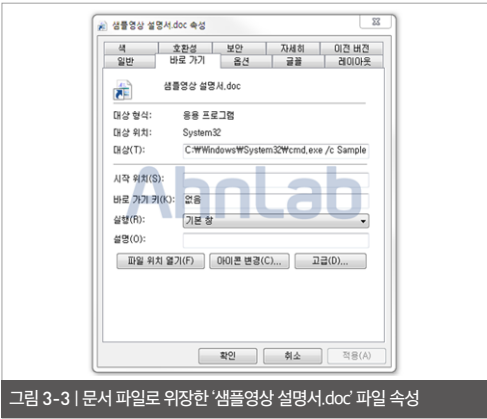 샘플영상 설명서.doc 속성
색 호환성 보안 자세히 이전 버전
일반 바로 가기 옵션 글꼴 레이아웃
샘플영상 설명서.doc
대상 형식: 응용 프로그램
대상 위치: System32
대상(T): C:₩Windows₩System32₩cmd.exe /c Sample
시작 위치(S):
바로 가기 키(K): 없음
실행(R): 기본 창
설명(O):
파일 위치 열기(F) 아이콘 변경(C)... 고급(D)...
AhnLab
확인 취소 적용(A)
그림 3-3 | 문서 파일로 위장한 ‘샘플영상 설명서.doc’ 파일 속성